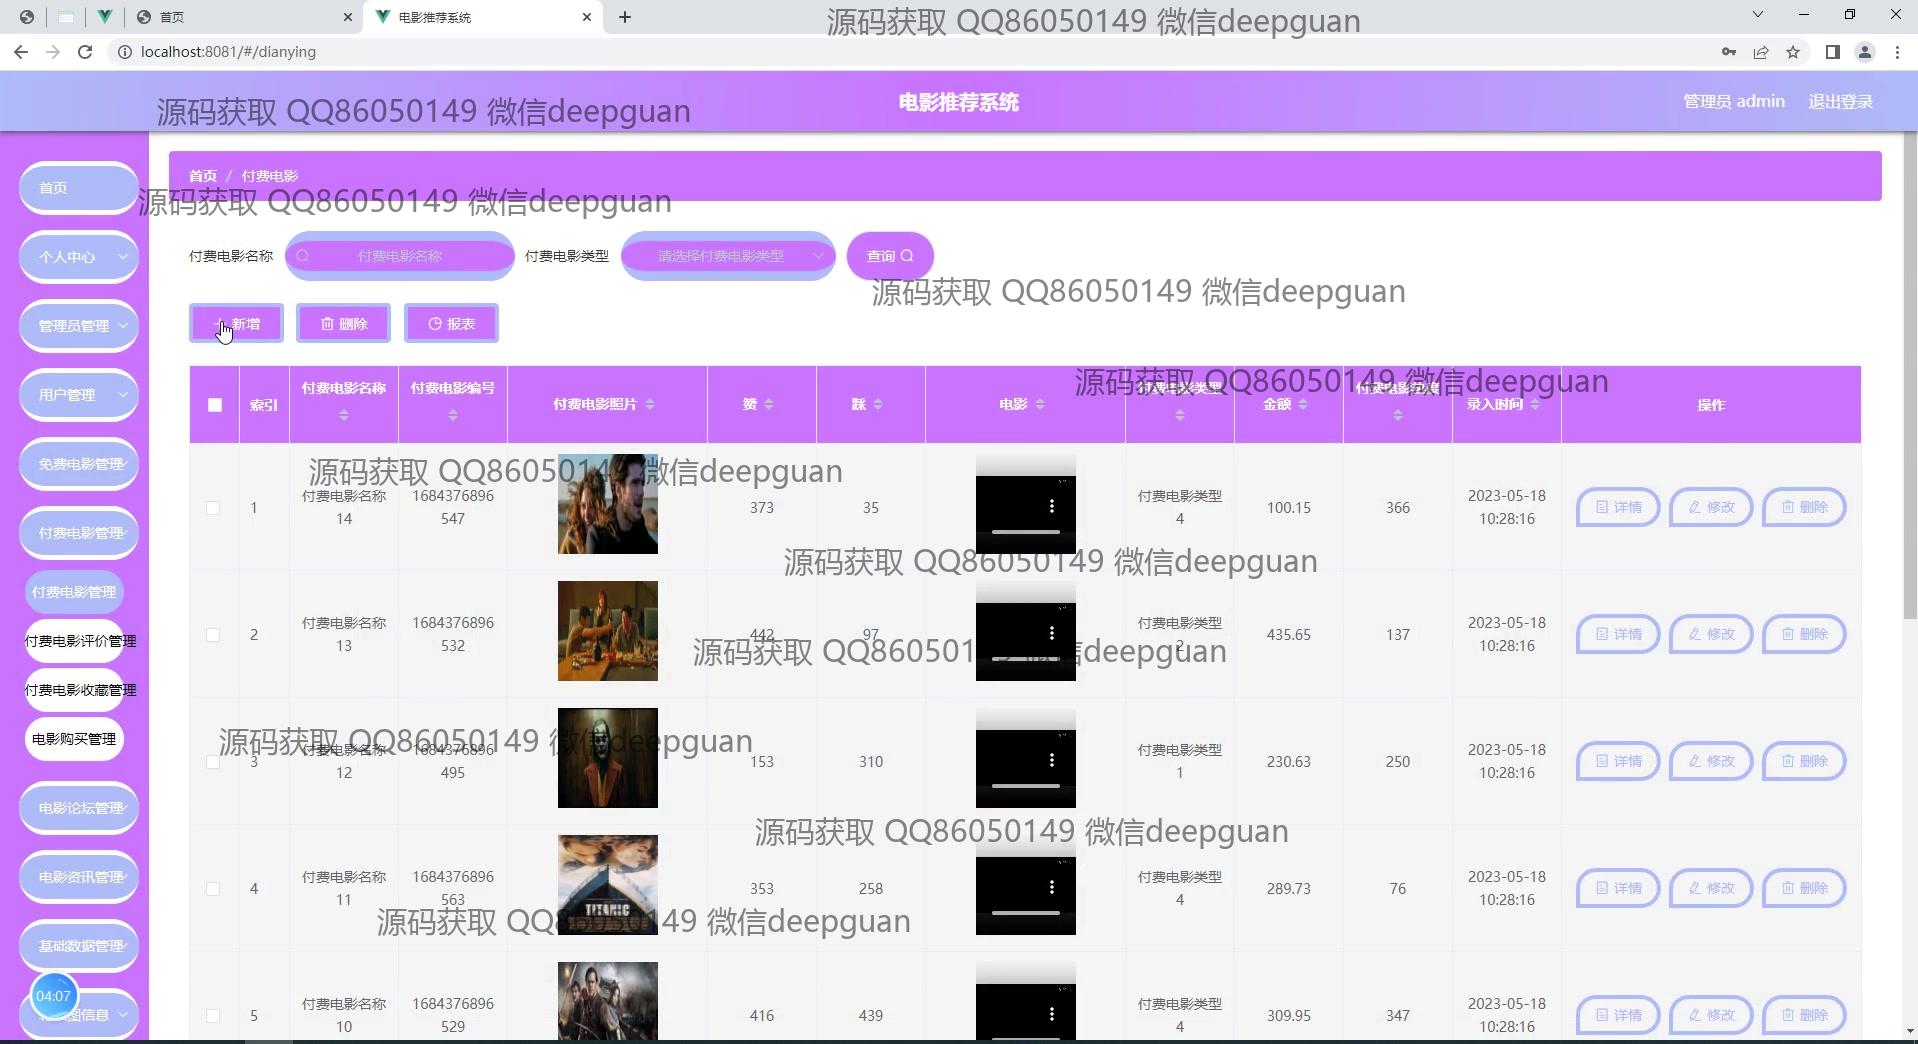 首页
电影推荐系统
源码获取 QQ86050149 微信deepguan
localhost:8081/#/dianying
源码获取 QQ86050149 微信deepguan
电影推荐系统
管理员 admin
退出登录
首页 / 付费电影
源码获取 QQ86050149 微信deepguan
首页
个人中心
管理员管理
用户管理
免费电影管理
付费电影管理
付费电影管理
付费电影评价管理
付费电影收藏管理
电影购买管理
电影论坛管理
电影资讯管理
基础数据管理
04:07
图信息
付费电影名称 付费电影名称 付费电影类型 请选择付费电影类型 查询
源码获取 QQ86050149 微信deepguan
新增 删除 报表
源码获取 QQ86050149 微信deepguan
索引 付费电影名称 付费电影编号 付费电影照片 赞 踩 电影 付费电影类型 金额 录入时间 操作
源码获取 QQ86050149 微信deepguan
1 付费电影名称14 1684376896547 373 35 付费电影类型4 100.15 366 2023-05-18 10:28:16 详情 修改 删除
源码获取 QQ86050149 微信deepguan
2 付费电影名称13 1684376896532 442 97 付费电影类型2 435.65 137 2023-05-18 10:28:16 详情 修改 删除
源码获取 QQ86050149 微信deepguan
源码获取 QQ86050149 微信deepguan
3 付费电影名称12 1684376896495 153 310 付费电影类型1 230.63 250 2023-05-18 10:28:16 详情 修改 删除
源码获取 QQ86050149 微信deepguan
4 付费电影名称11 1684376896563 TITANIC 353 258 付费电影类型4 289.73 76 2023-05-18 10:28:16 详情 修改 删除
源码获取 QQ86050149 微信deepguan
5 付费电影名称10 1684376896529 416 439 付费电影类型4 309.95 347 2023-05-18 10:28:16 详情 修改 删除